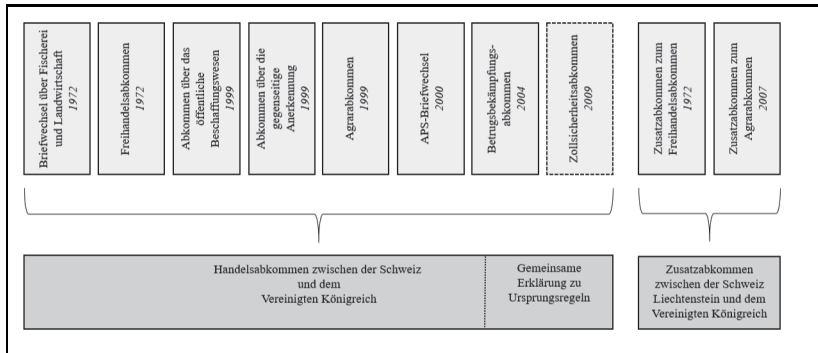 Briefwechsel über Fischerei
und Landwirtschaft
1972
Freihandelsabkommen
1972
Abkommen über das
öffentliche
Beschaffungswesen
1999
Abkommen über die
gegenseitige
Anerkennung
1999
Agrarabkommen
1999
APS-Briefwechsel
2000
Betrugsbekämpfungs-
abkommen
2004
Zollsicherheitsabkommen
2009
Zusatzabkommen zum
Freihandelsabkommen
1972
Zusatzabkommen zum
Agrarabkommen
2007
Handelsabkommen zwischen der Schweiz
und dem
Vereinigten Königreich
Gemeinsame
Erklärung zu
Ursprungsregeln
Zusatzabkommen
zwischen der Schweiz
Liechtenstein und dem
Vereinigten Königreich